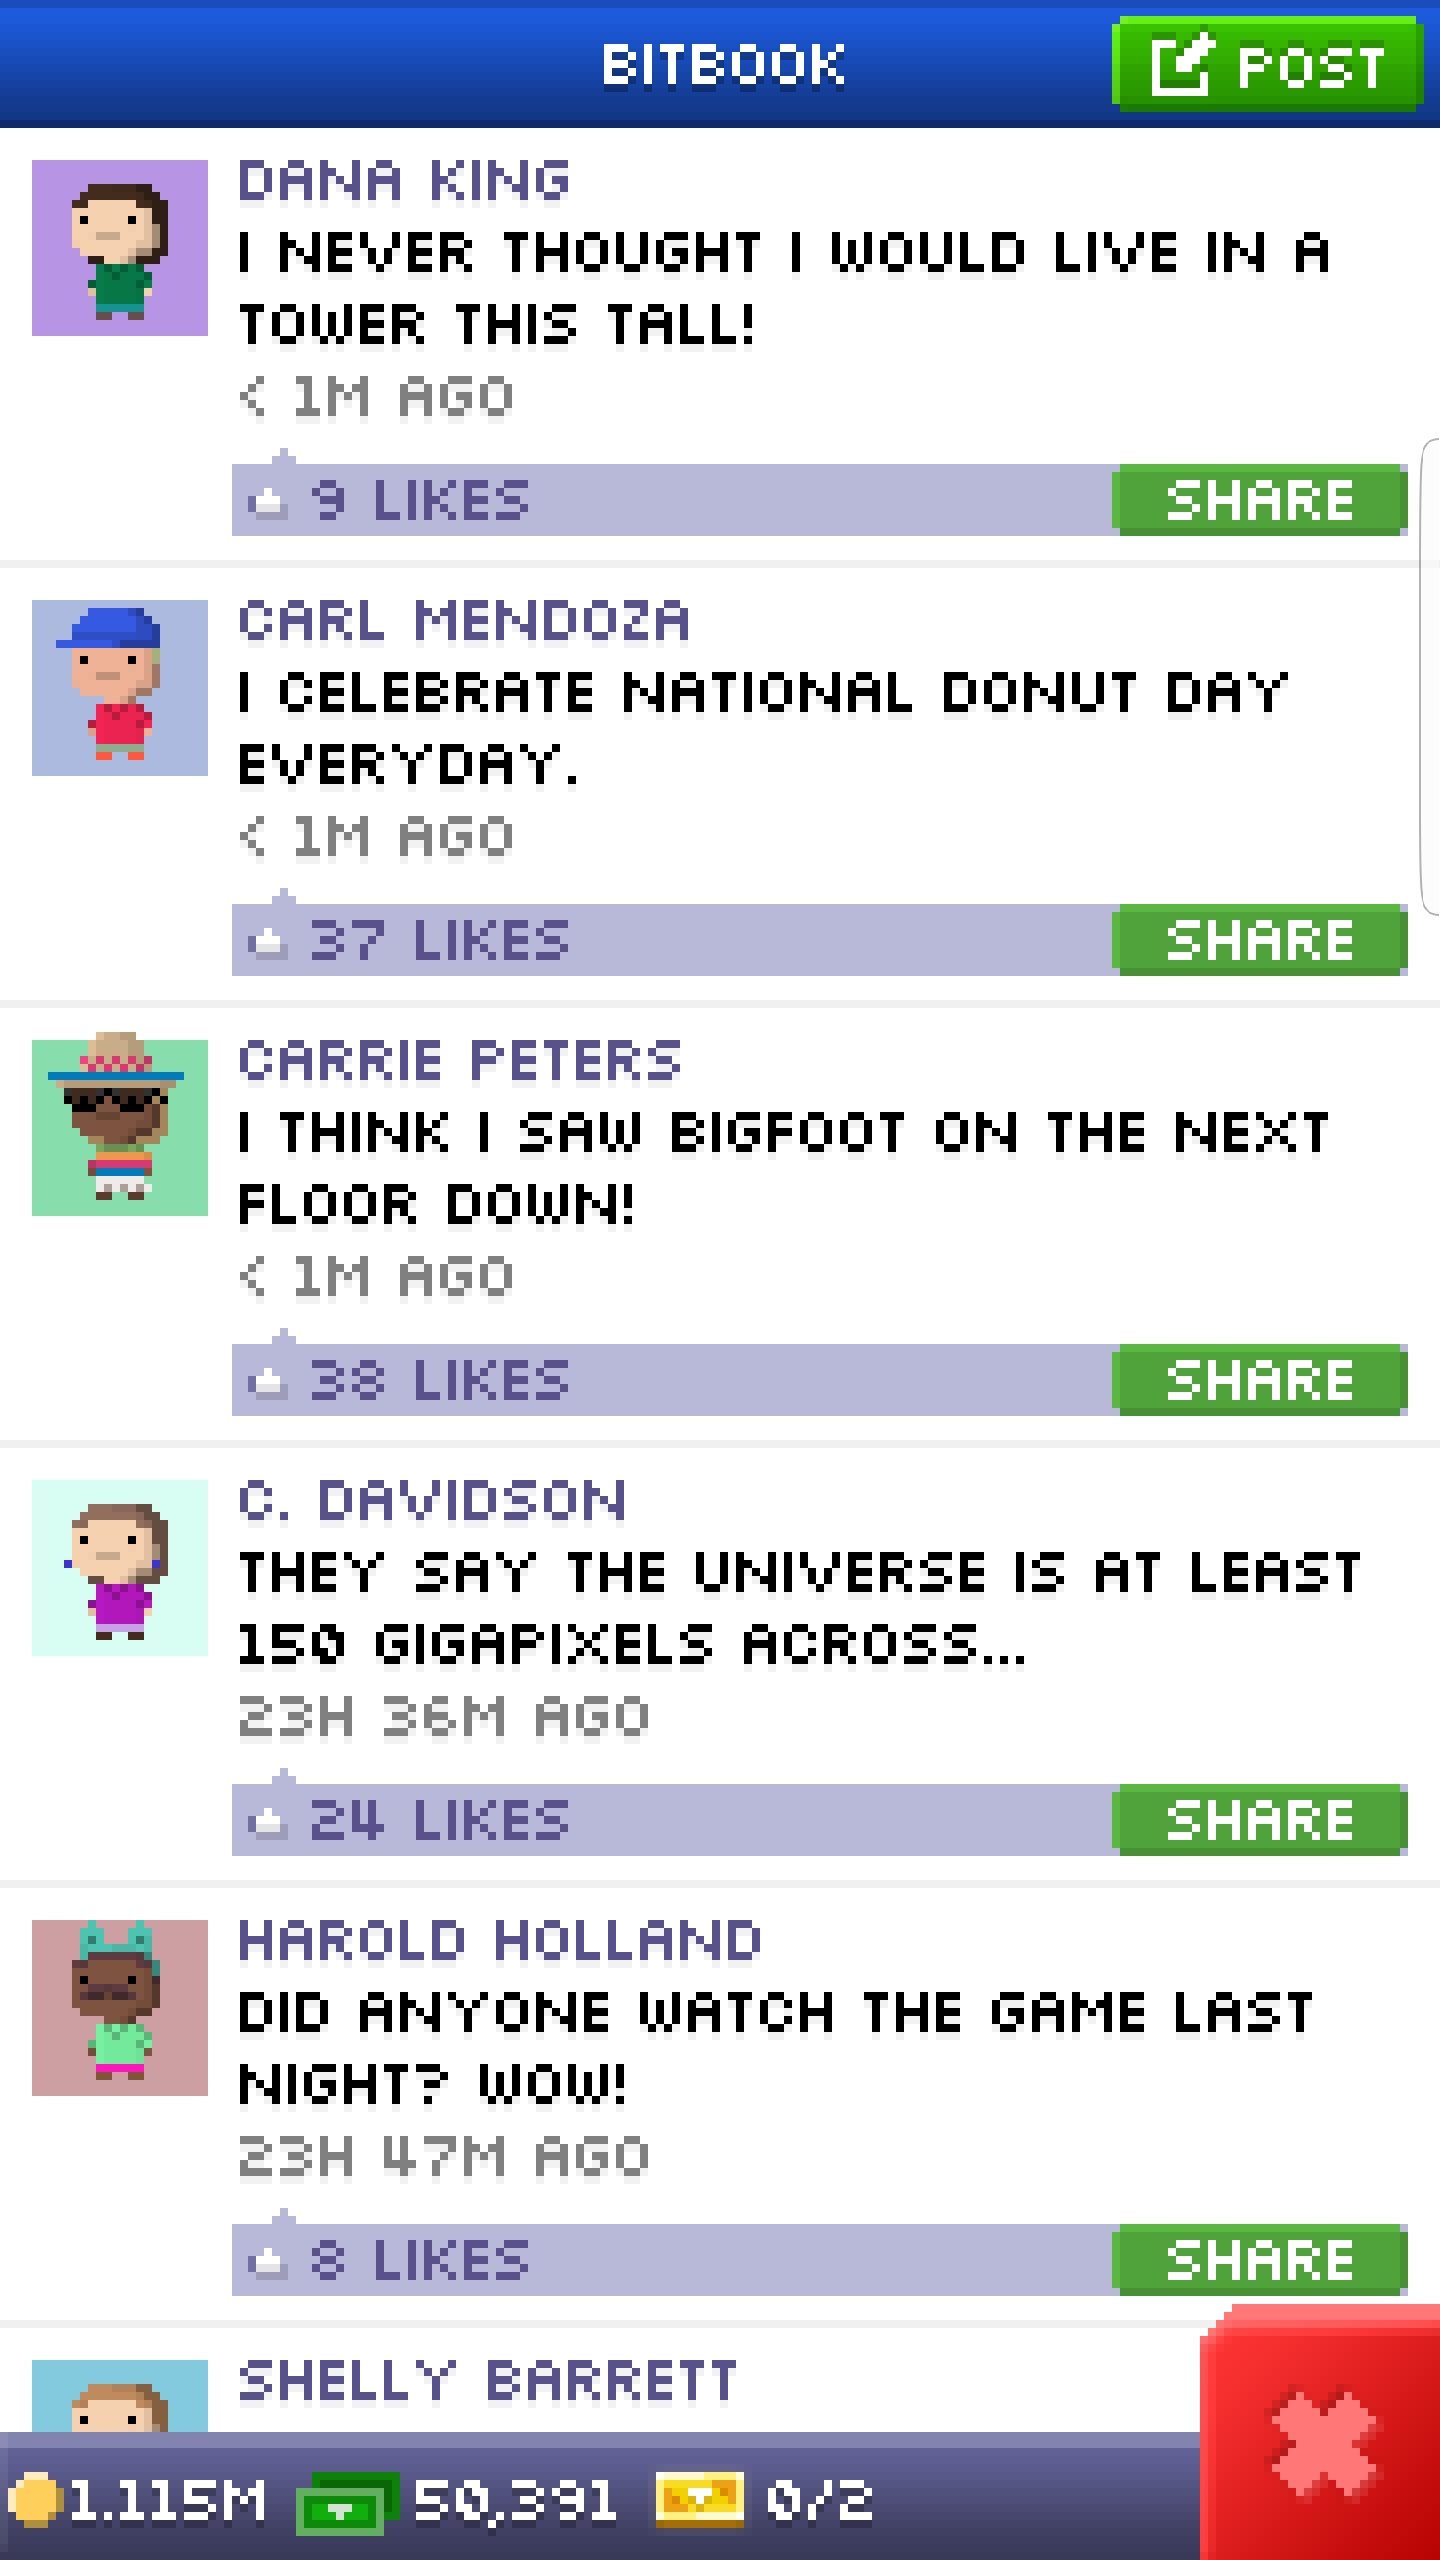 BITBOOK
POST
DANA KING
I NEVER THOUGHT I WOULD LIVE IN A
TOWER THIS TALL!
< 1M AGO
9 LIKES
SHARE
CARL MENDOZA
I CELEBRATE NATIONAL DONUT DAY
EVERYDAY.
< 1M AGO
37 LIKES
SHARE
CARRIE PETERS
I THINK I SAW BIGFOOT ON THE NEXT
FLOOR DOWN!
< 1M AGO
38 LIKES
SHARE
C. DAVIDSON
THEY SAY THE UNIVERSE IS AT LEAST
150 GIGAPIXELS ACROSS...
23H 36M AGO
24 LIKES
SHARE
HAROLD HOLLAND
DID ANYONE WATCH THE GAME LAST
NIGHT? WOW!
23H 47M AGO
8 LIKES
SHARE
SHELLY BARRETT
1.115M 50,391 0/2